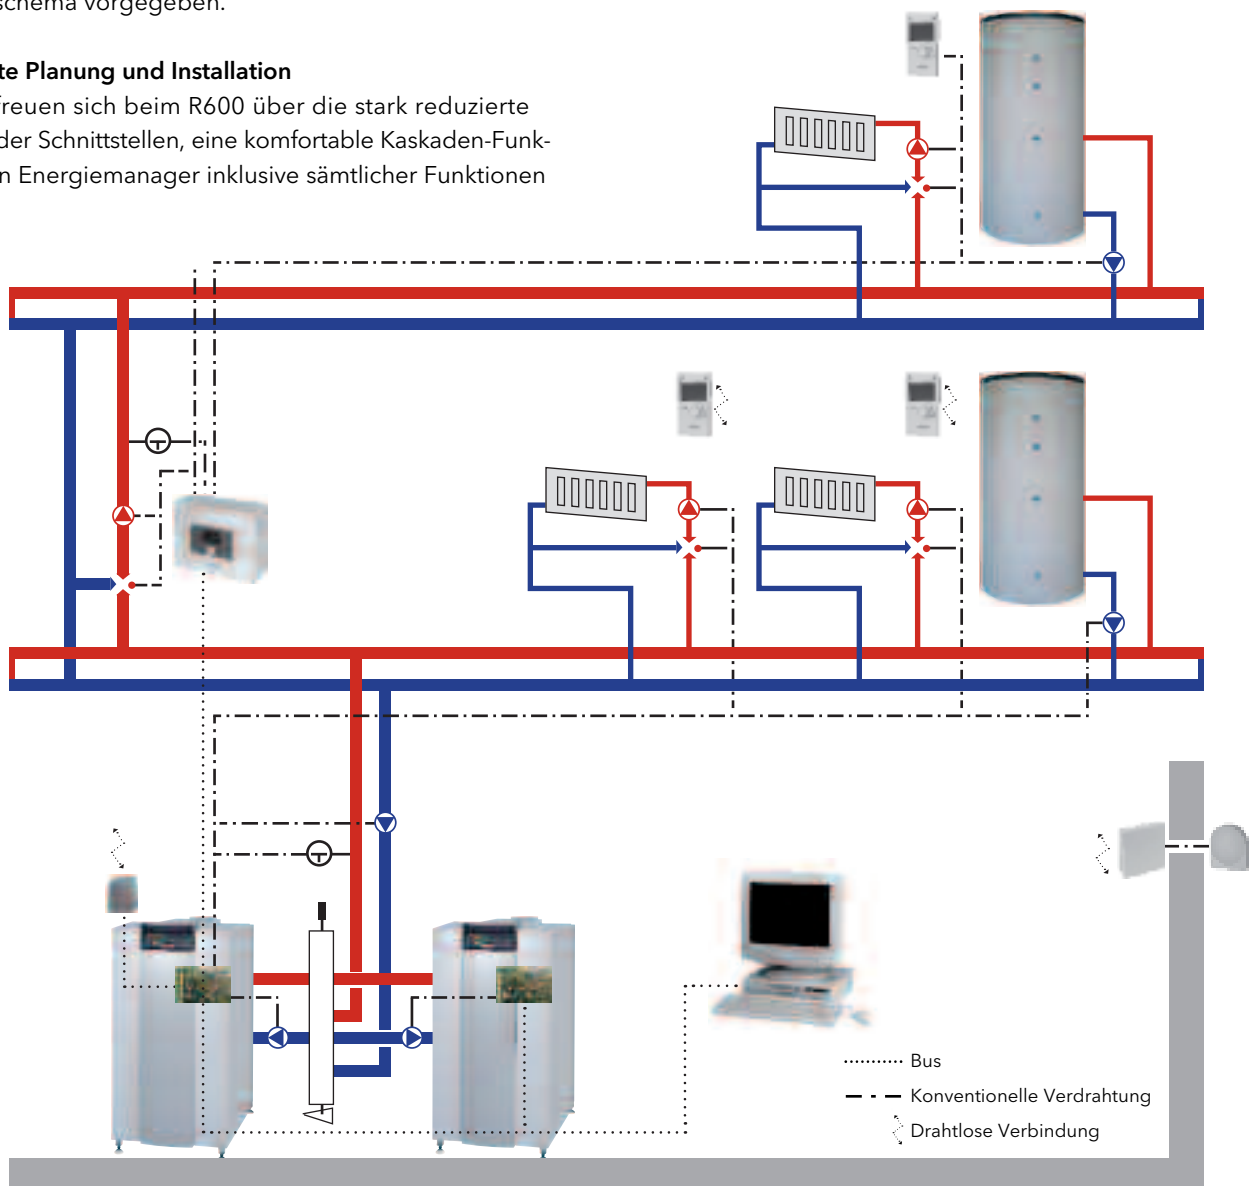 schema vorgegeben.
te Planung und Installation
freuen sich beim R600 über die stark reduzierte
der Schnittstellen, eine komfortable Kaskaden-Funk-
n Energiemanager inklusive sämtlicher Funktionen
Bus
Konventionelle Verdrahtung
Drahtlose Verbindung